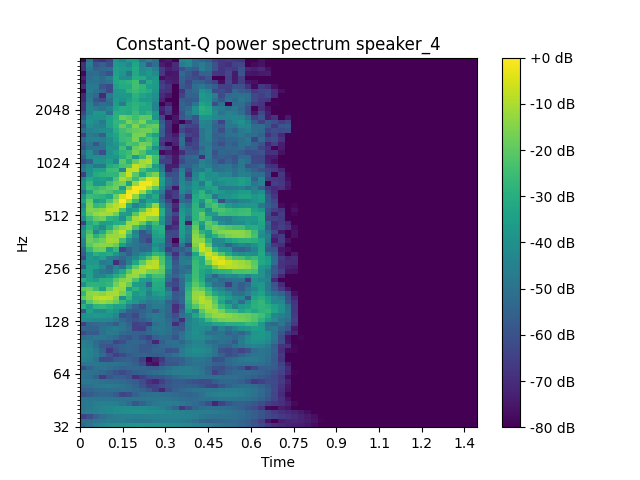 Constant-Q power spectrum speaker_4
+0 dB
-10 dB
-20 dB
-30 dB
-40 dB
-50 dB
-60 dB
-70 dB
-80 dB
2048
1024
512
256
128
64
32
Hz
0 0.15 0.3 0.45 0.6 0.75 0.9 1.1 1.2 1.4
Time